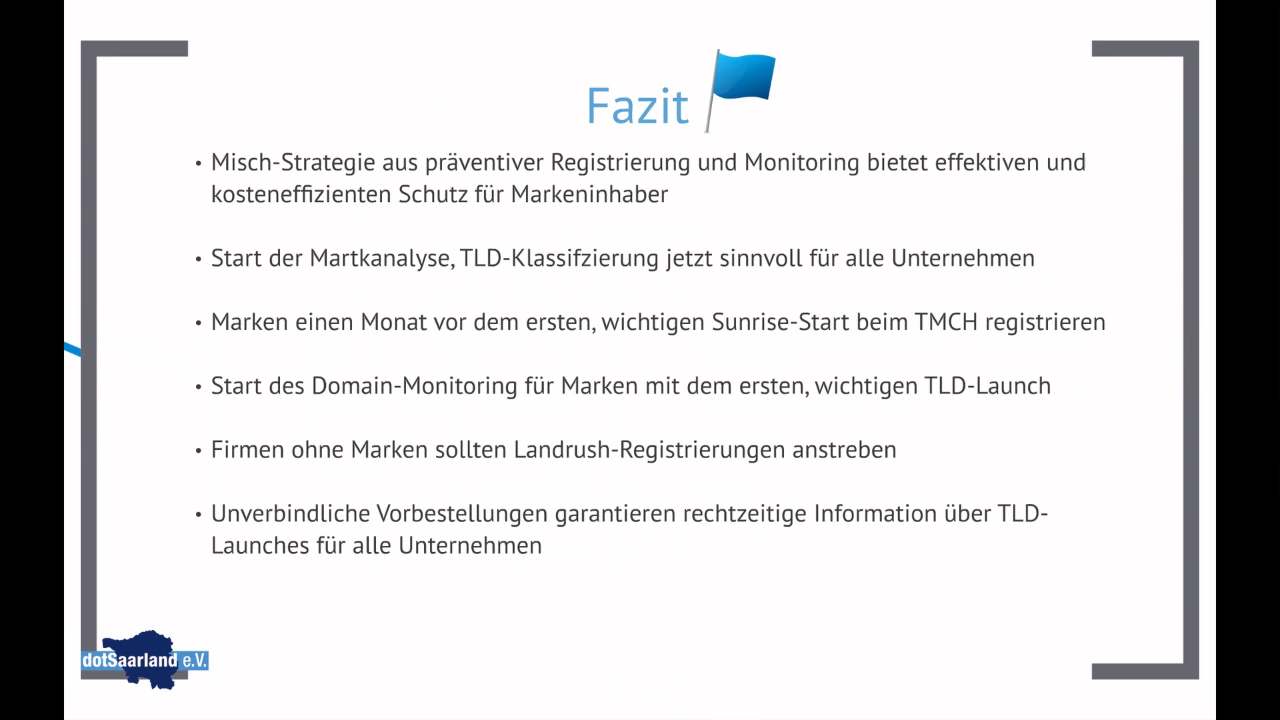 Fazit
• Misch-Strategie aus präventiver Registrierung und Monitoring bietet effektiven und
kosteneffizienten Schutz für Markeninhaber
• Start der Martkanalyse, TLD-Klassifzierung jetzt sinnvoll für alle Unternehmen
• Marken einen Monat vor dem ersten, wichtigen Sunrise-Start beim TMCH registrieren
• Start des Domain-Monitoring für Marken mit dem ersten, wichtigen TLD-Launch
• Firmen ohne Marken sollten Landrush-Registrierungen anstreben
• Unverbindliche Vorbestellungen garantieren rechtzeitige Information über TLD-
Launches für alle Unternehmen
dotSaarland e.V.